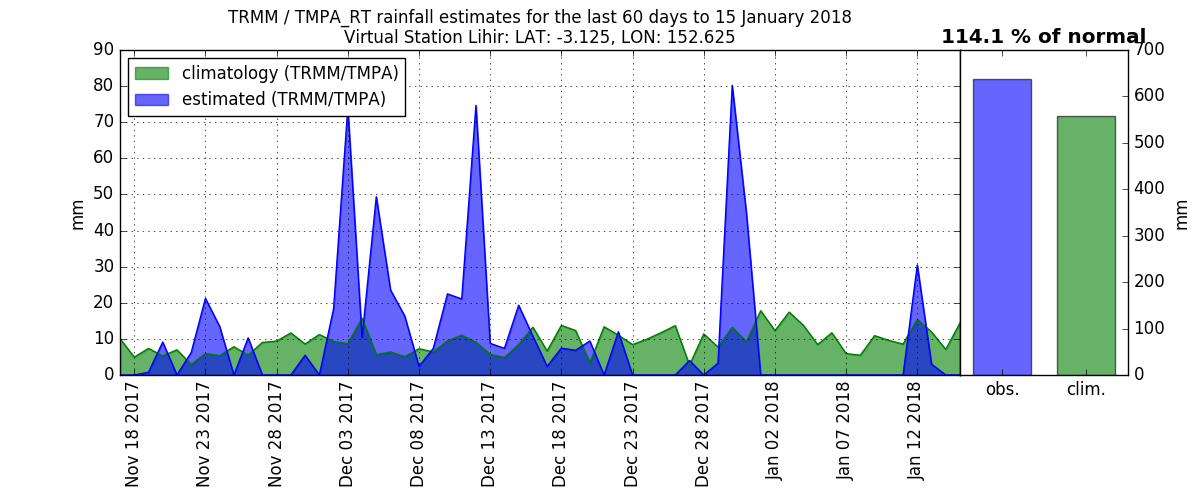 TRMM / TMPA_RT rainfall estimates for the last 60 days to 15 January 2018
Virtual Station Lihir: LAT: -3.125, LON: 152.625
114.1 % of normal
climatology (TRMM/TMPA)
estimated (TRMM/TMPA)
mm
90
80
70
60
50
40
30
20
10
0
Nov 18 2017
Nov 23 2017
Nov 28 2017
Dec 03 2017
Dec 08 2017
Dec 13 2017
Dec 18 2017
Dec 23 2017
Dec 28 2017
Jan 02 2018
Jan 07 2018
Jan 12 2018
obs.
clim.
700
600
500
400
300
200
100
0
mm